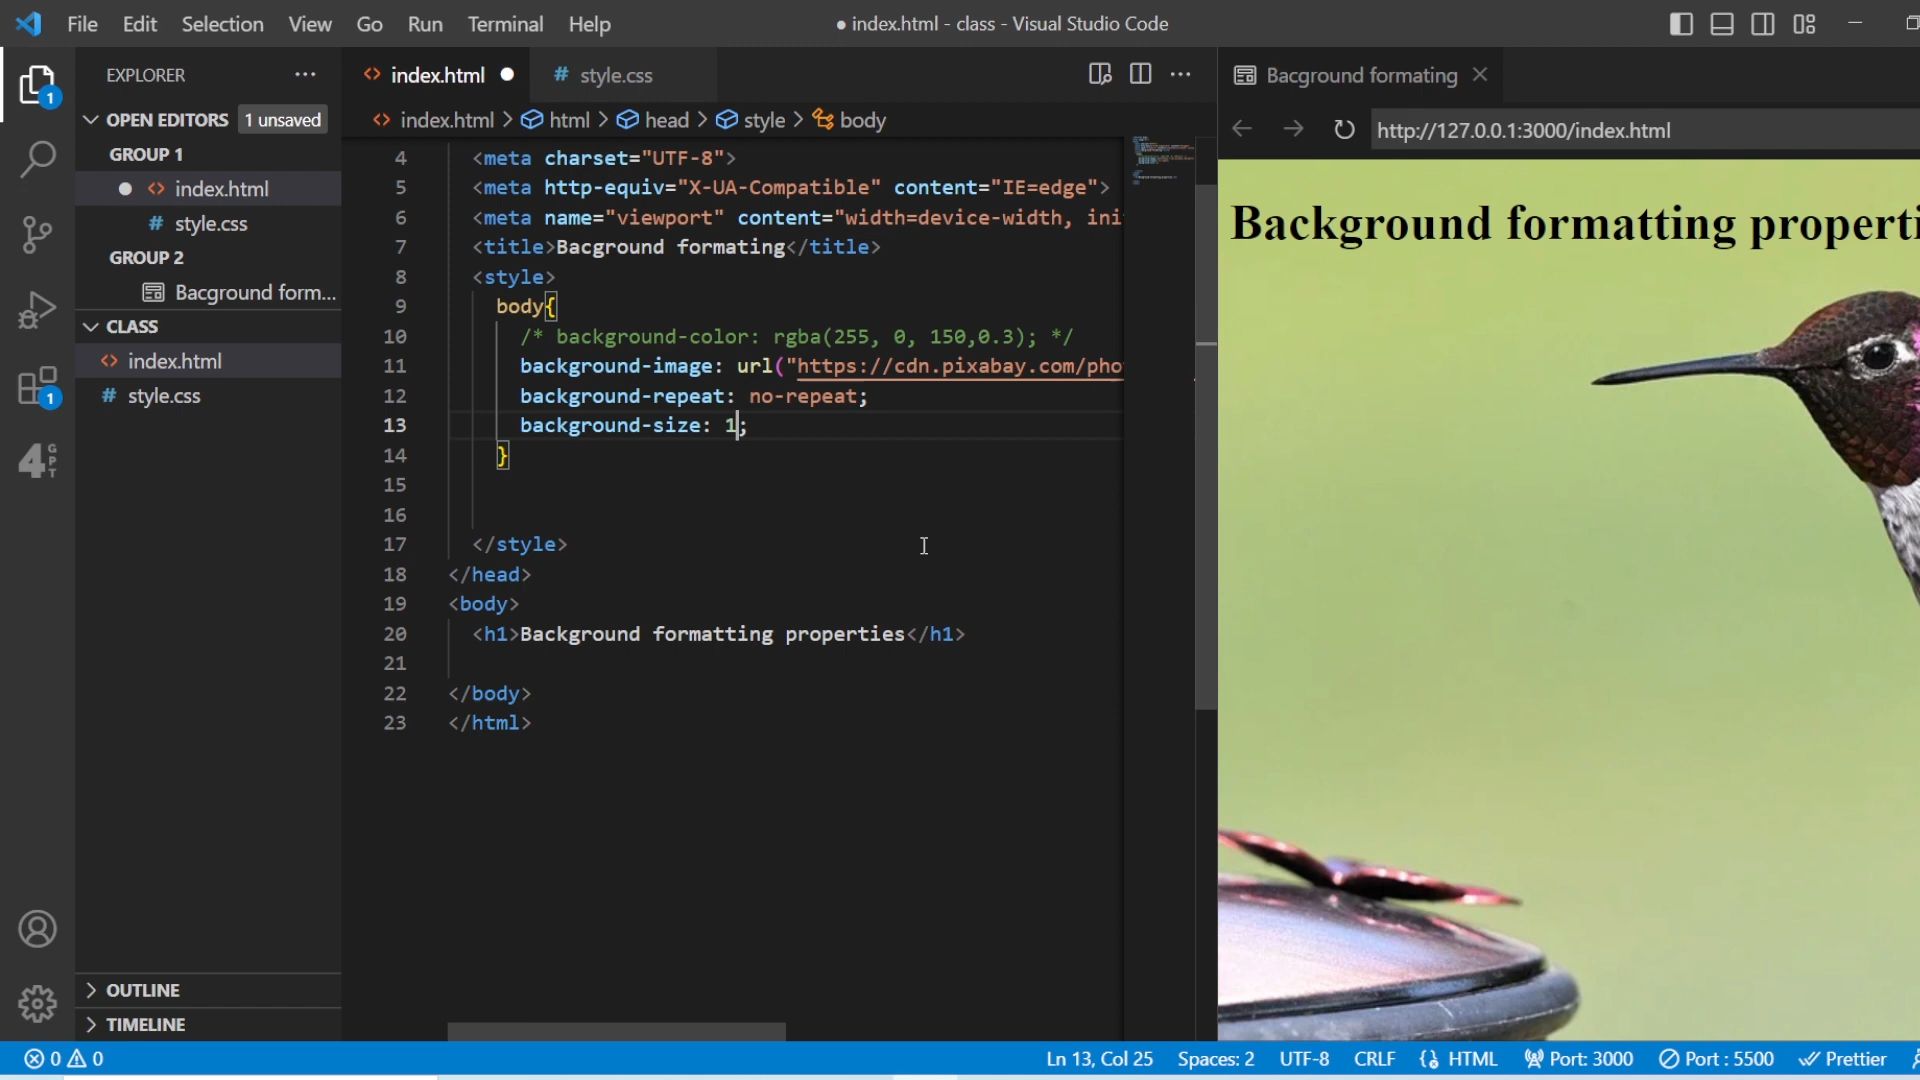 File Edit Selection View Go Run Terminal Help
● index.html - class - Visual Studio Code
EXPLORER
OPEN EDITORS 1 unsaved
GROUP 1
index.html
# style.css
GROUP 2
Bacground form...
CLASS
index.html
# style.css
OUTLINE
TIMELINE
1
1
4 GPT
index.html
# style.css
index.html > html > head > style > body
4 <meta charset="UTF-8">
5 <meta http-equiv="X-UA-Compatible" content="IE=edge">
6 <meta name="viewport" content="width=device-width, ini
7 <title>Bacground formating</title>
8 <style>
9 body{
10 /* background-color: rgba(255, 0, 150,0.3); */
11 background-image: url("https://cdn.pixabay.com/pho
12 background-repeat: no-repeat;
13 background-size: 1;
14 }
15
16
17 </style>
18 </head>
19 <body>
20 <h1>Background formatting properties</h1>
21
22 </body>
23 </html>
Bacground formating
http://127.0.0.1:3000/index.html
Background formatting properti
0 0
Ln 13, Col 25 Spaces: 2 UTF-8 CRLF HTML Port: 3000 Port : 5500 Prettier